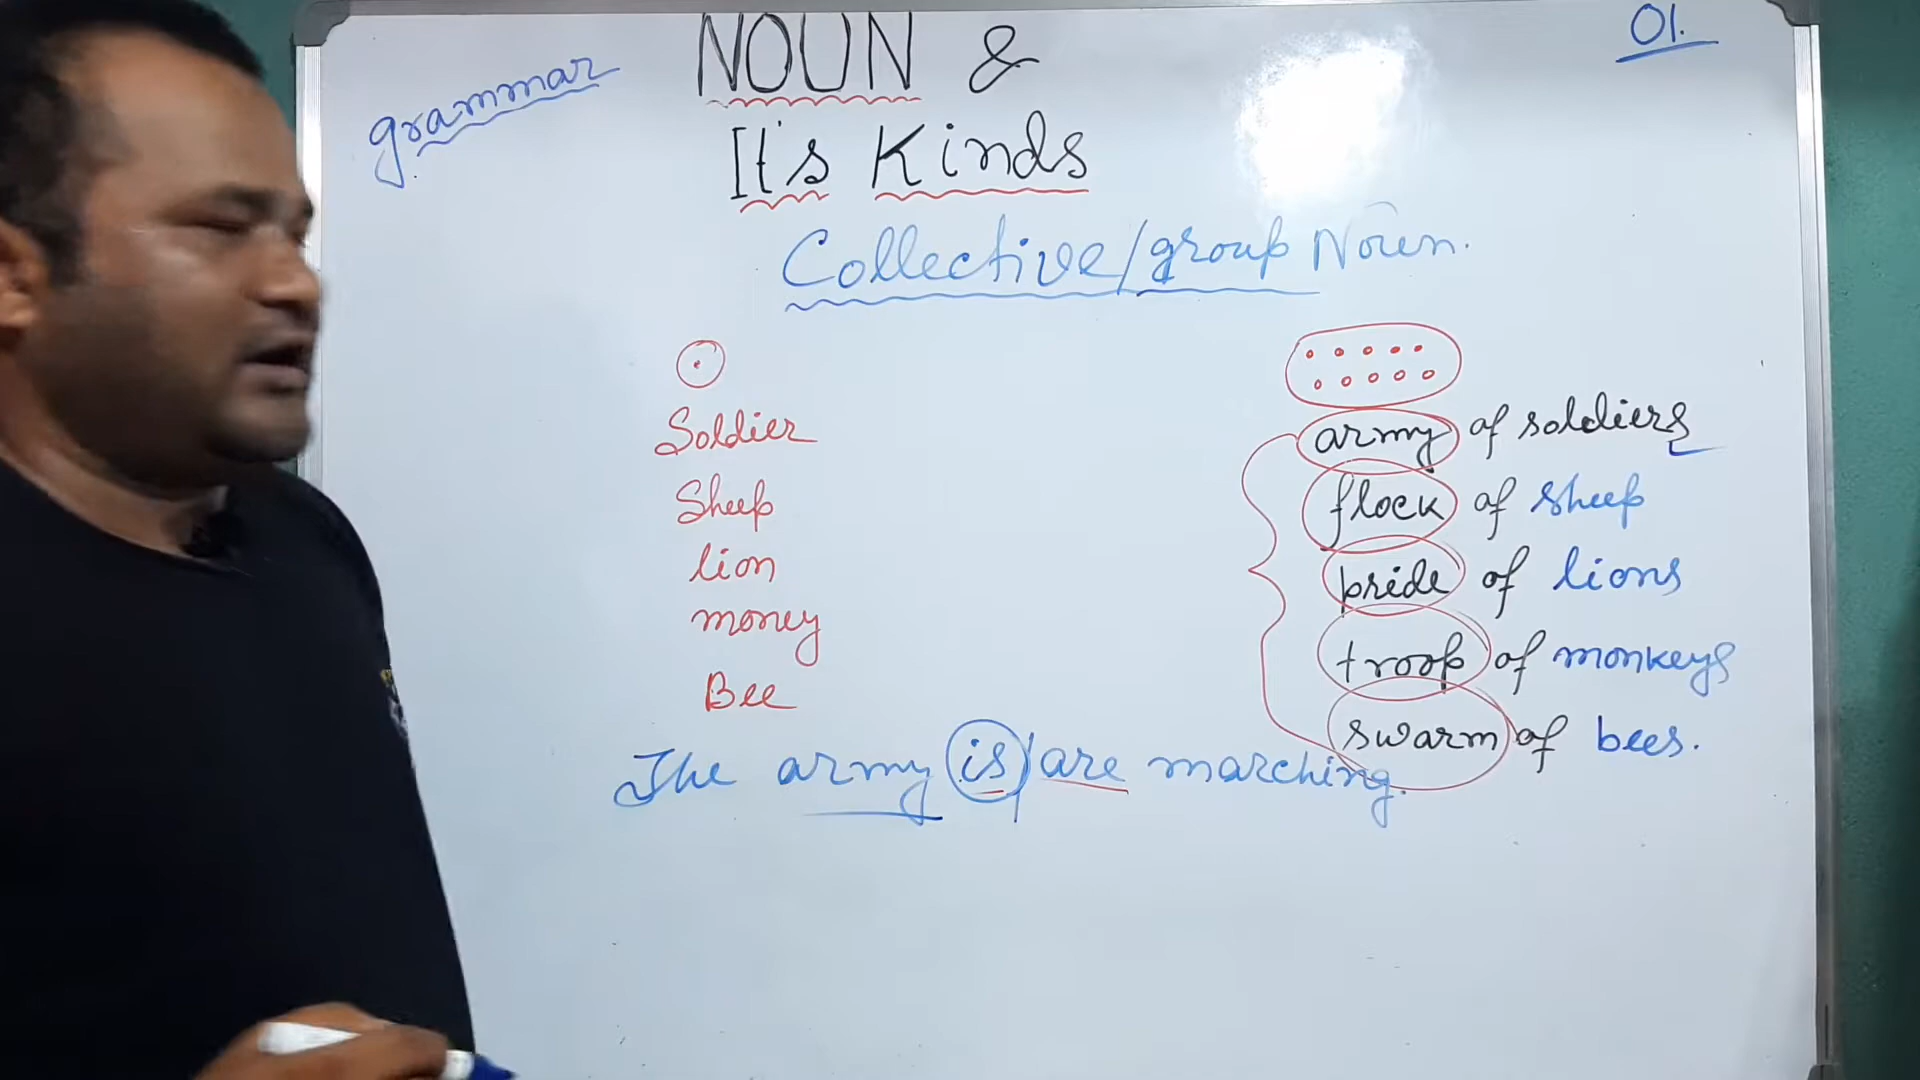 grammar
NOUN &
It's Kinds
01.
Collective/group Noun.
Soldier
Sheep
lion
money
Bee
army of soldiers
flock of sheep
pride of lions
troop of monkeys
swarm of bees.
The army is/are marching.